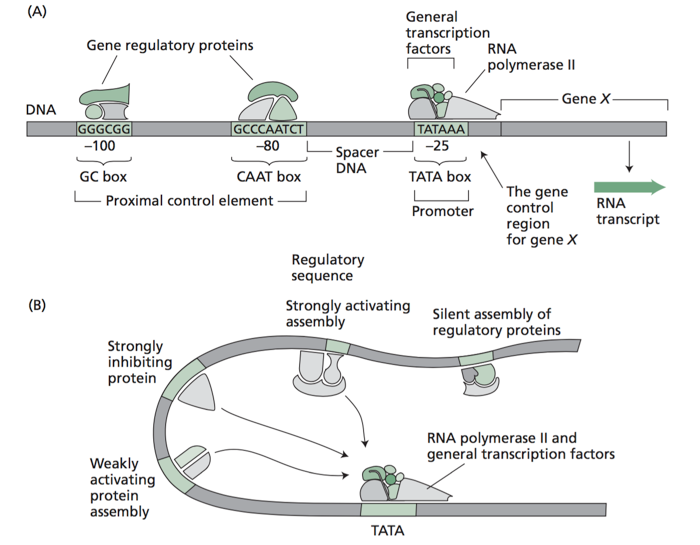 (A)
General
transcription
factors
Gene regulatory proteins
RNA
polymerase II
Gene X
DNA
GGGCGG
GCCCAATCT
TATAAA
–100
–80
–25
Spacer
DNA
GC box
CAAT box
TATA box
Proximal control element
Promoter
The gene
control
region
for gene X
RNA
transcript
(B)
Regulatory
sequence
Strongly activating
assembly
Silent assembly of
regulatory proteins
Strongly
inhibiting
protein
RNA polymerase II and
general transcription factors
Weakly
activating
protein
assembly
TATA